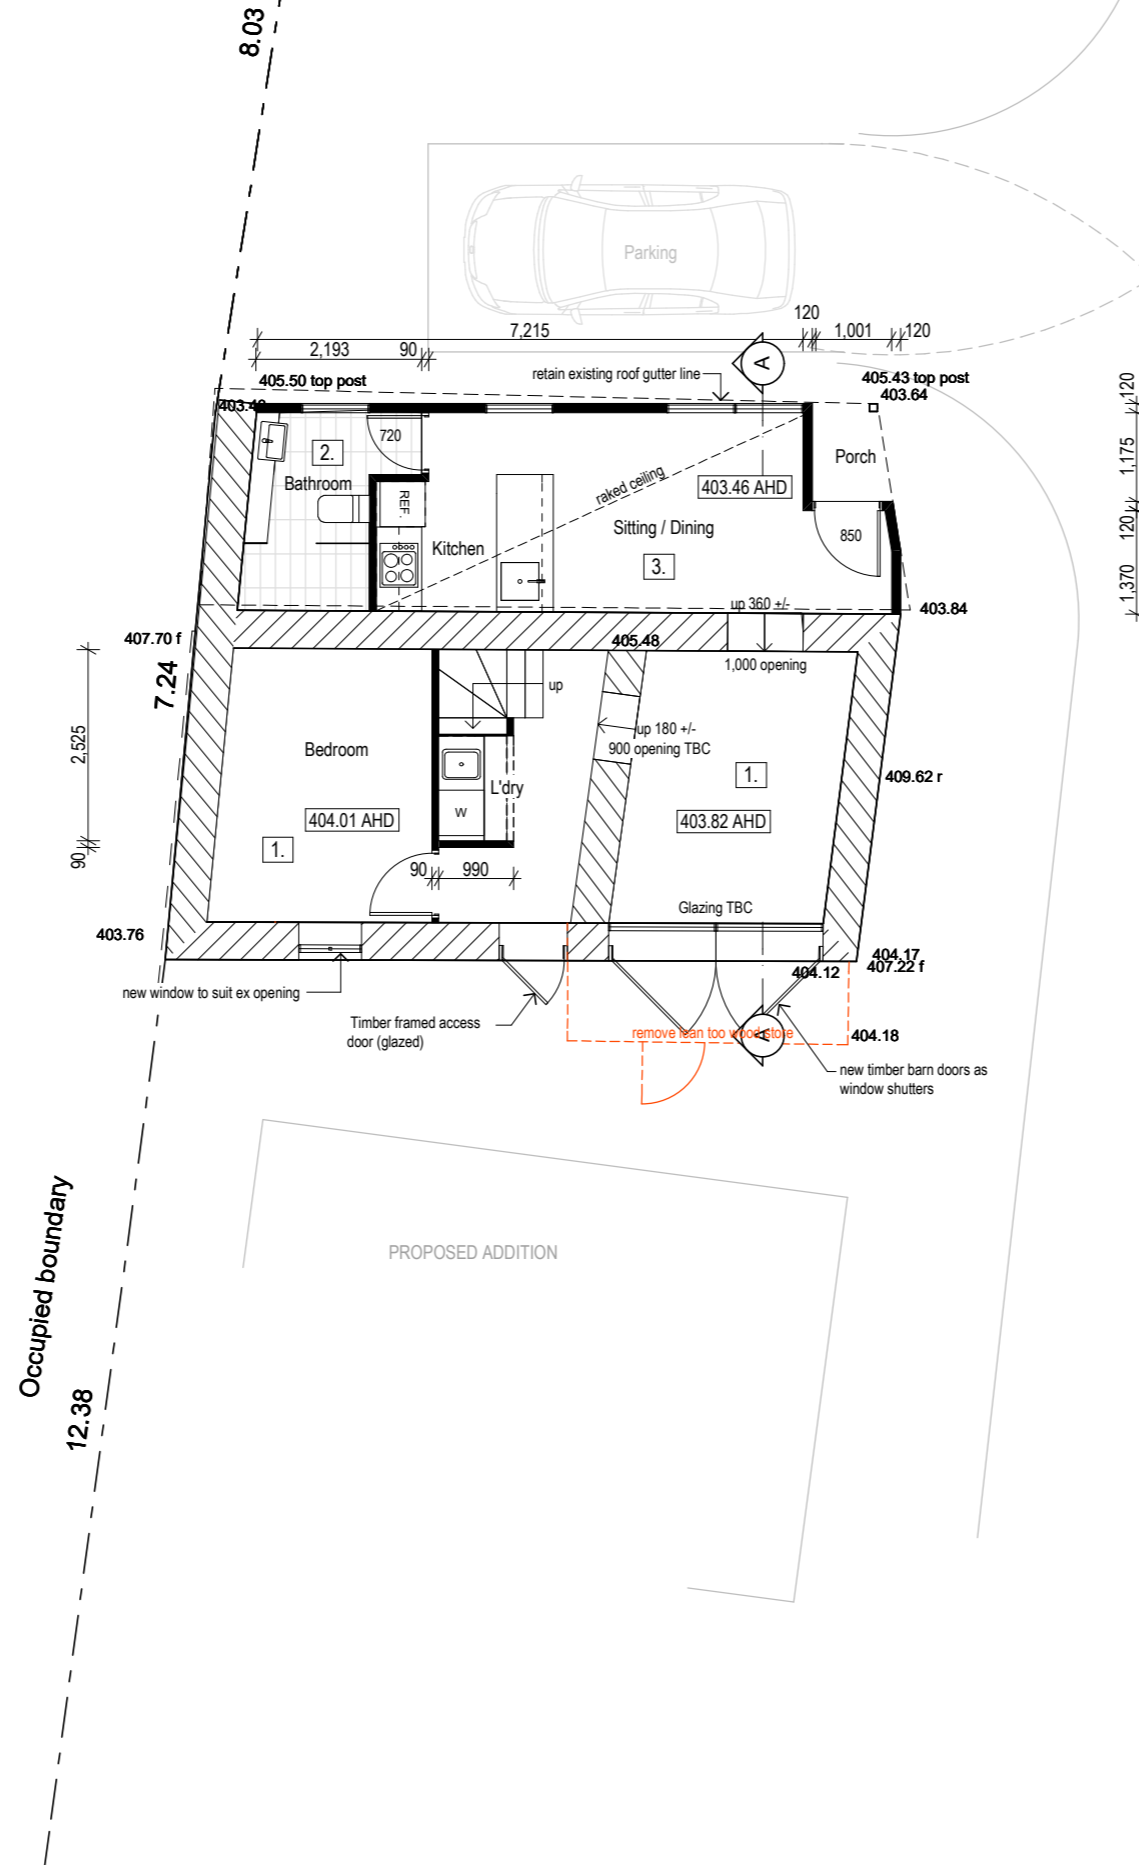 8.03
Parking
120
7,215
1,001
120
2,193
90
A
retain existing roof gutter line
405.50 top post
405.43 top post
403.64
120
720
2.
Bathroom
REF.
raked ceiling
403.46 AHD
Porch
1,175
Kitchen
Sitting / Dining
3.
850
120
1,370
up 360 +/-
403.84
407.70 f
405.48
1,000 opening
7.24
up
2,525
Bedroom
up 180 +/-
900 opening TBC
1.
409.62 r
L'dry
W
404.01 AHD
403.82 AHD
1.
90
90
990
Glazing TBC
403.76
404.17
407.22 f
404.12
new window to suit ex opening
Timber framed access
door (glazed)
remove lean too wood store
A
404.18
new timber barn doors as
window shutters
PROPOSED ADDITION
Occupied boundary
12.38